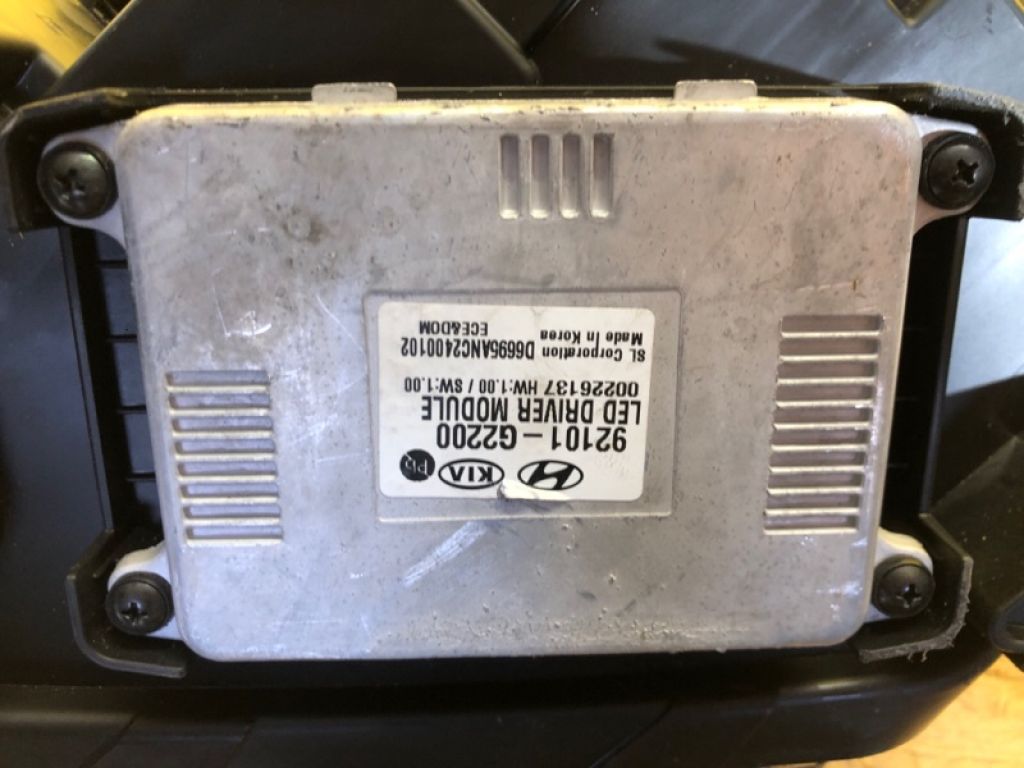 KIA Pb
92101-G2200
LED DRIVER MODULE
00226137 HW:1.00 / SW:1.00
SL Corporation D6695ANC2400102
Made In Korea ECE&DOM